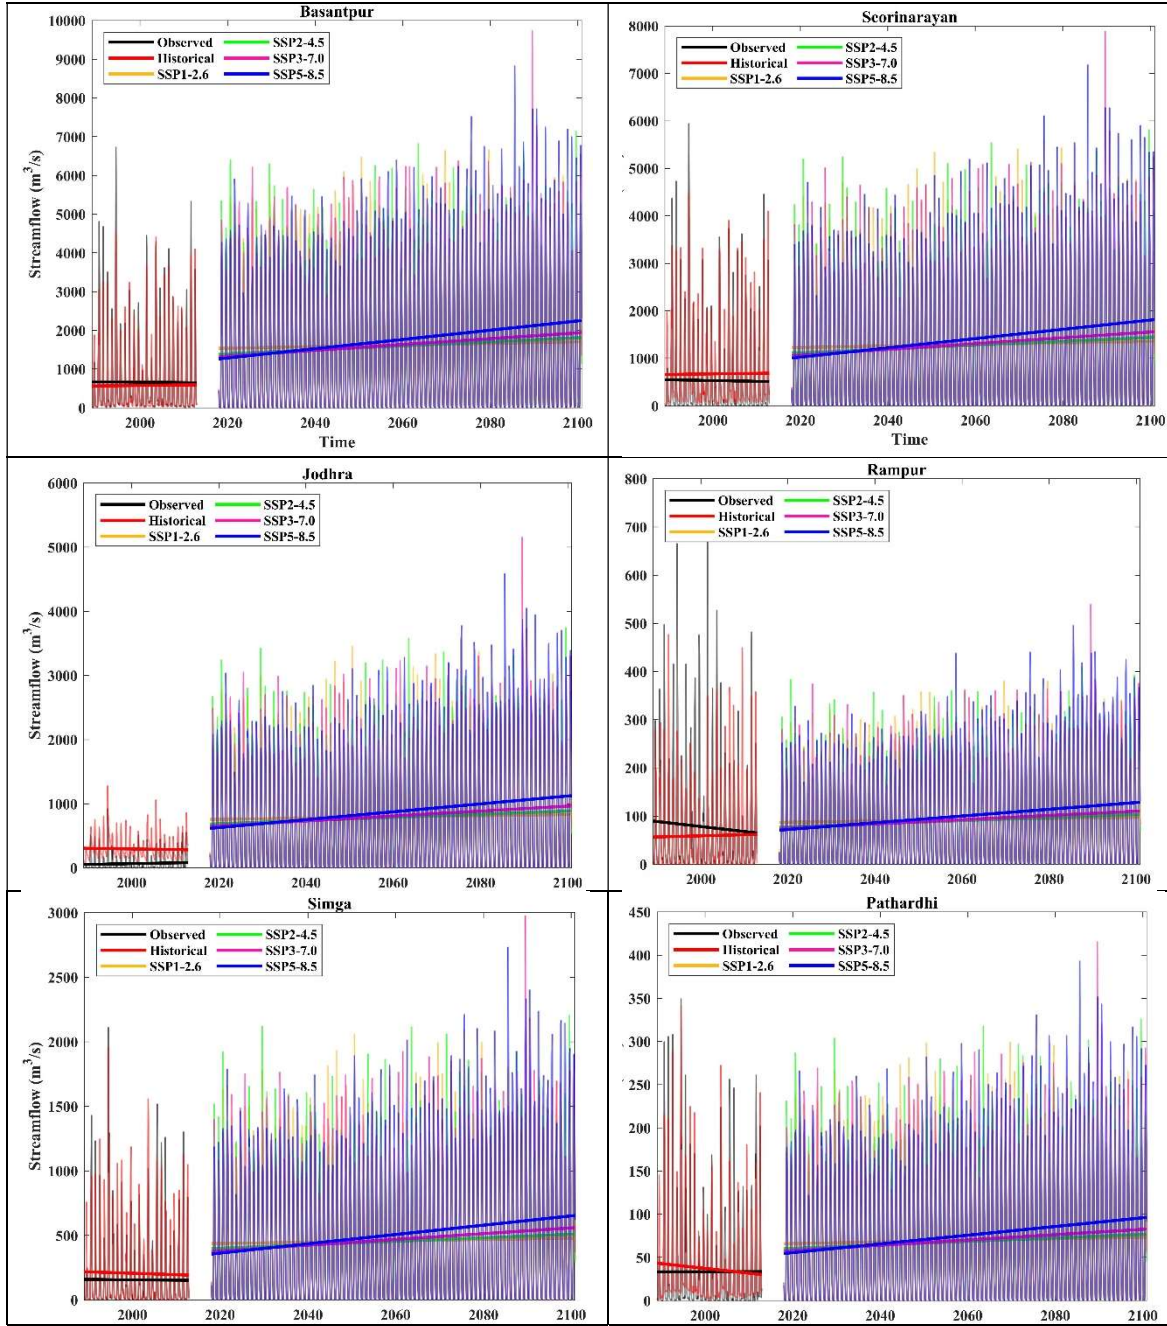 Basantpur
10000
9000
8000
7000
6000
5000
4000
3000
2000
1000
0
Streamflow (m³/s)
Observed SSP2-4.5
Historical SSP3-7.0
SSP1-2.6 SSP5-8.5
2000 2020 2040 2060 2080 2100
Time
Seorinarayan
8000
7000
6000
5000
4000
3000
2000
1000
0
Observed SSP2-4.5
Historical SSP3-7.0
SSP1-2.6 SSP5-8.5
2000 2020 2040 2060 2080 2100
Time
Jodhra
6000
5000
4000
3000
2000
1000
0
Streamflow (m³/s)
Observed SSP2-4.5
Historical SSP3-7.0
SSP1-2.6 SSP5-8.5
2000 2020 2040 2060 2080 2100
Rampur
800
700
600
500
400
300
200
100
0
Observed SSP2-4.5
Historical SSP3-7.0
SSP1-2.6 SSP5-8.5
2000 2020 2040 2060 2080 2100
Simga
3000
2500
2000
1500
1000
500
0
Streamflow (m³/s)
Observed SSP2-4.5
Historical SSP3-7.0
SSP1-2.6 SSP5-8.5
2000 2020 2040 2060 2080 2100
Pathardhi
450
400
350
300
250
200
150
100
50
0
Observed SSP2-4.5
Historical SSP3-7.0
SSP1-2.6 SSP5-8.5
2000 2020 2040 2060 2080 2100